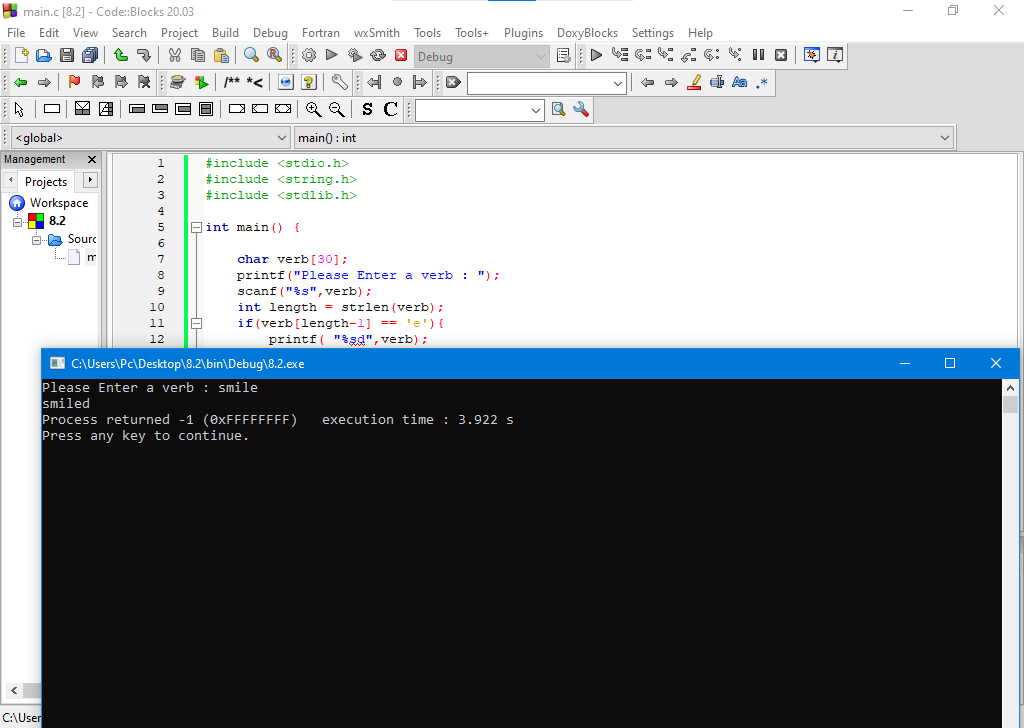 main.c [8.2] - Code::Blocks 20.03
File Edit View Search Project Build Debug Fortran wxSmith Tools Tools+ Plugins DoxyBlocks Settings Help
Debug
/** *<
Aa .*
S C
<global> main() : int
Management
Projects
Workspace
8.2
Sourc
m
1 #include <stdio.h>
2 #include <string.h>
3 #include <stdlib.h>
4
5 int main() {
6
7 char verb[30];
8 printf("Please Enter a verb : ");
9 scanf("%s",verb);
10 int length = strlen(verb);
11 if(verb[length-1] == 'e'){
12 printf( "%sd",verb);
C:\Users\Pc\Desktop\8.2\bin\Debug\8.2.exe
Please Enter a verb : smile
smiled
Process returned -1 (0xFFFFFFFF) execution time : 3.922 s
Press any key to continue.
C:\User